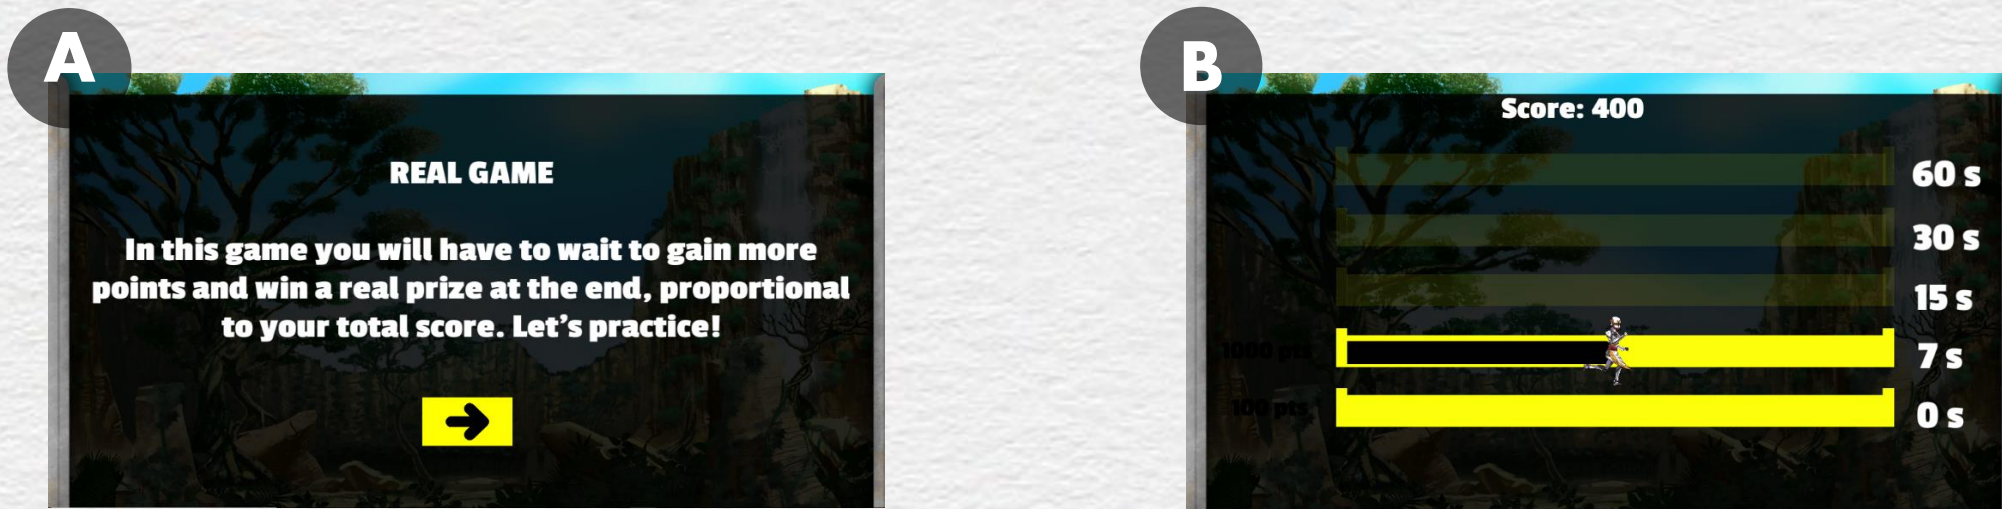 A
REAL GAME
In this game you will have to wait to gain more
points and win a real prize at the end, proportional
to your total score. Let's practice!
B
Score: 400
60 s
30 s
15 s
1000 pts
7 s
100 pts
0 s